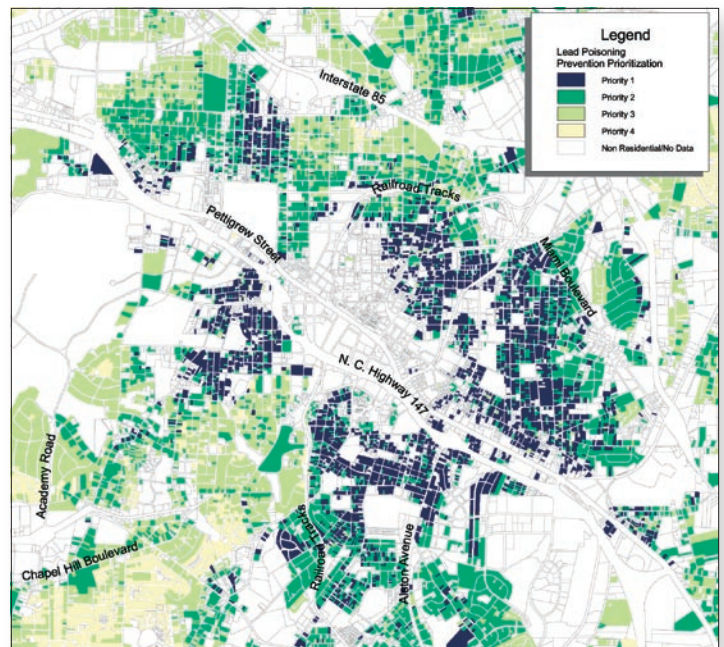 Legend
Lead Poisoning
Prevention Prioritization
Priority 1
Priority 2
Priority 3
Priority 4
Non Residential/No Data
Interstate 85
Railroad Tracks
Pettigrew Street
Miami Boulevard
N. C. Highway 147
Academy Road
Chapel Hill Boulevard
Railroad Tracks
Alston Avenue